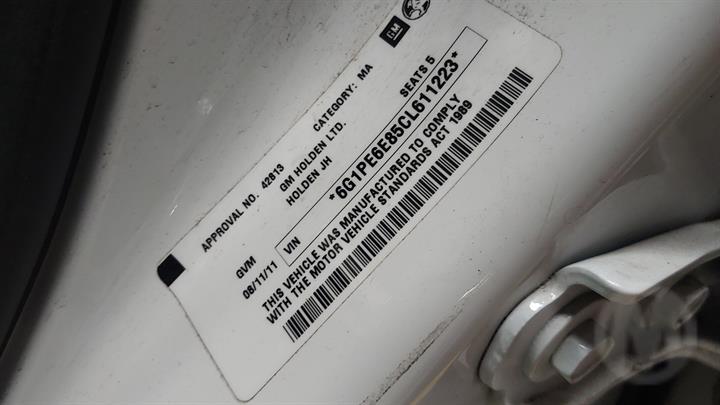 GM
APPROVAL NO. 42813 CATEGORY: MA
GM HOLDEN LTD.
HOLDEN JH SEATS 5
GVM
08/11/11 VIN *6G1PE6E85CL611223*
THIS VEHICLE WAS MANUFACTURED TO COMPLY
WITH THE MOTOR VEHICLE STANDARDS ACT 1989
M